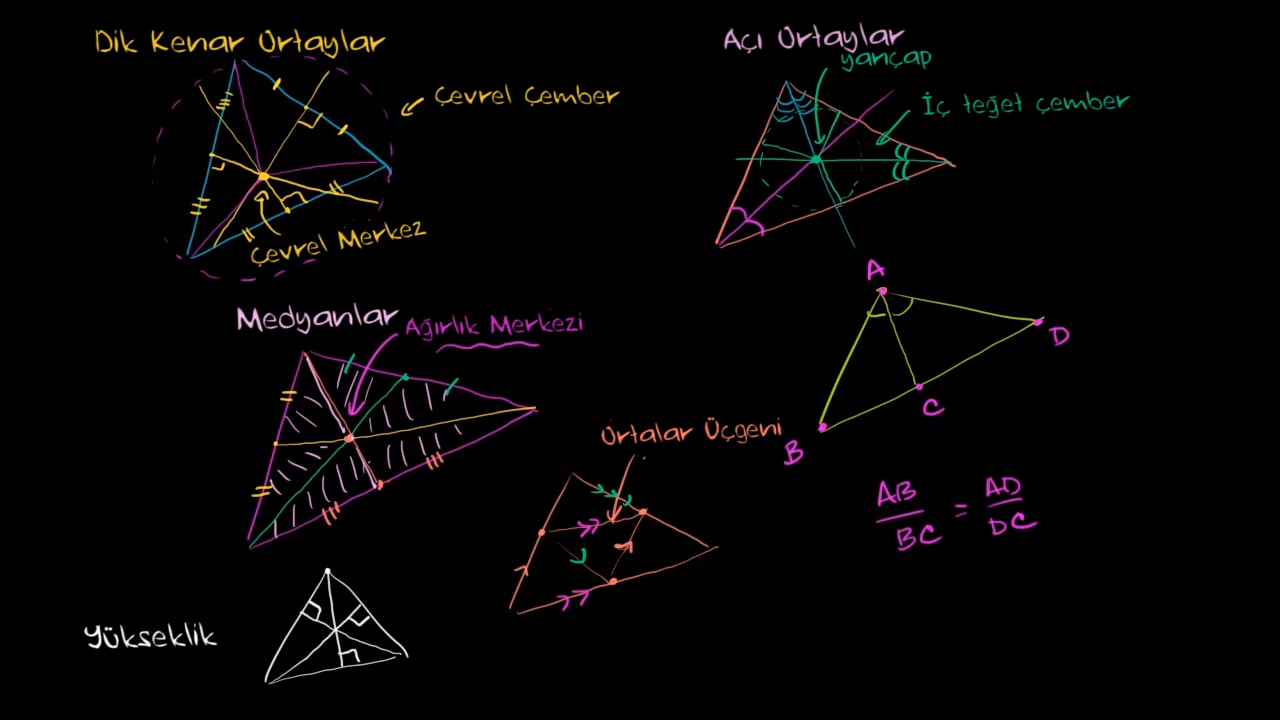 Dik Kenar Ortaylar
Çevrel Çember
Çevrel Merkez
Açı Ortaylar
yarıçap
İç teğet çember
Medyanlar
Ağırlık Merkezi
A
B
C
D
AB/BC = AD/DC
Ortalar Üçgeni
Yükseklik